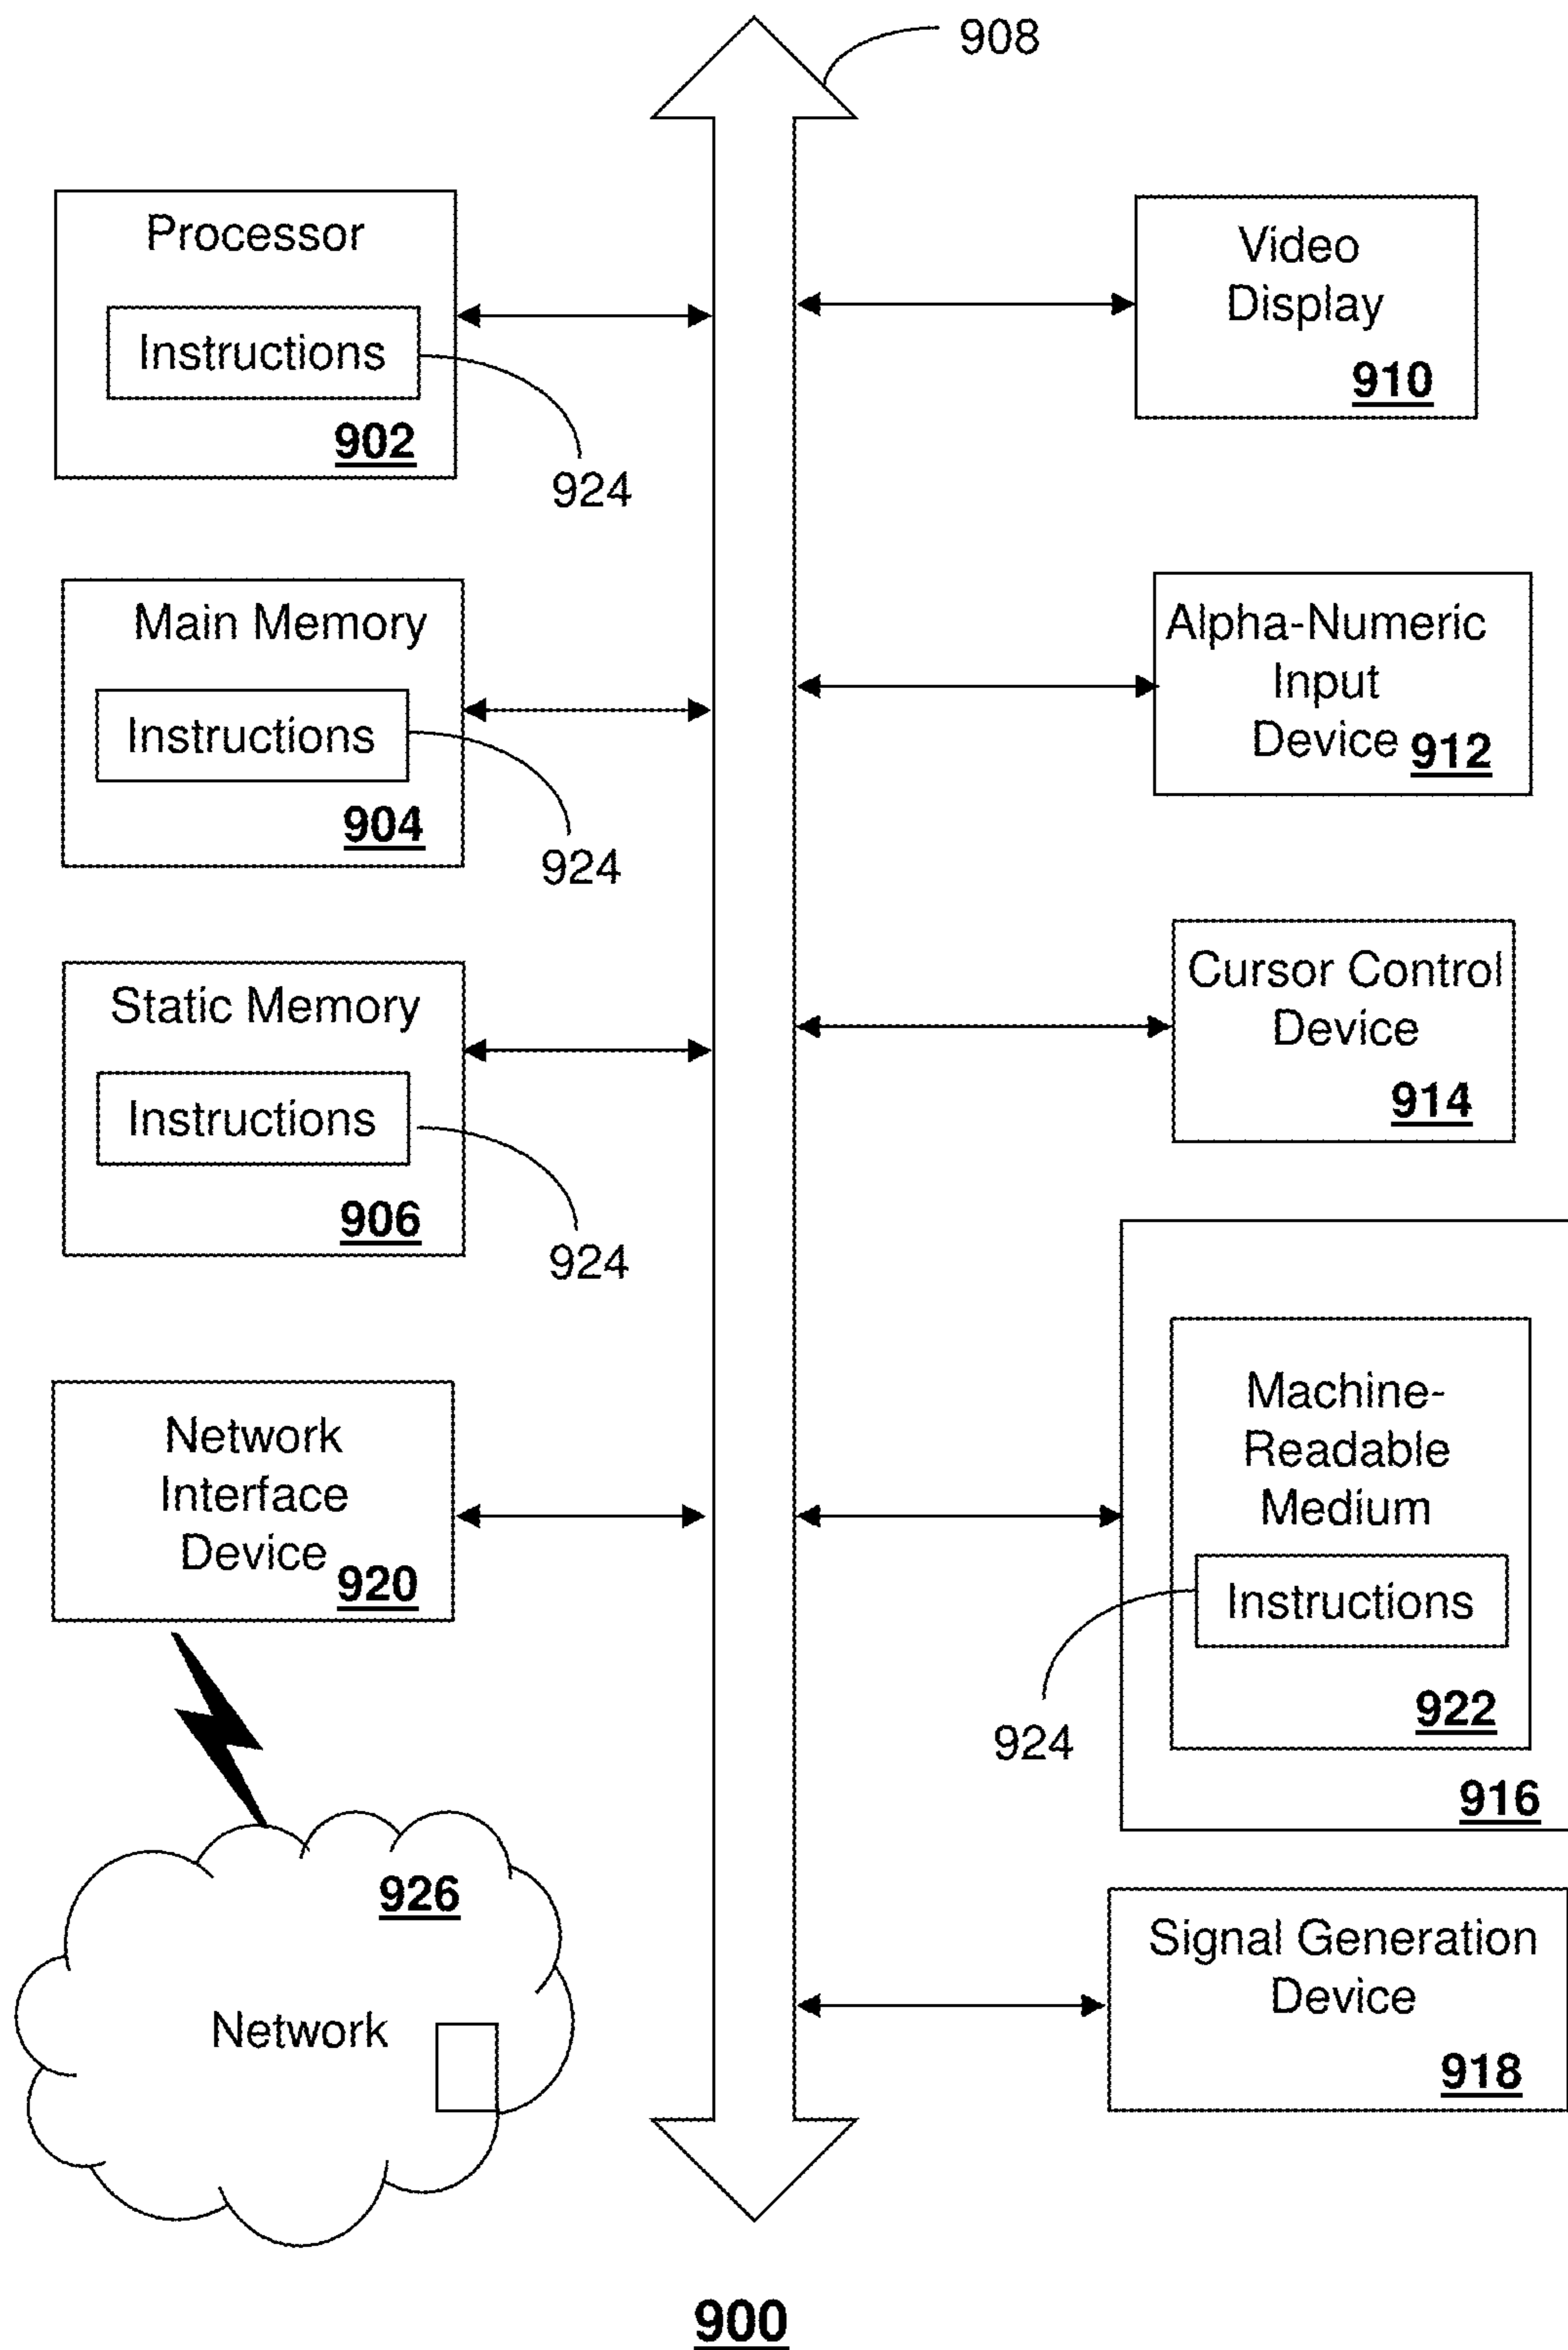 908
Processor
Instructions
902
924
Main Memory
Instructions
904
924
Static Memory
Instructions
906
924
Network
Interface
Device
920
926
Network
Video
Display
910
Alpha-Numeric
Input
Device
912
Cursor Control
Device
914
Machine-
Readable
Medium
Instructions
922
924
916
Signal Generation
Device
918
900